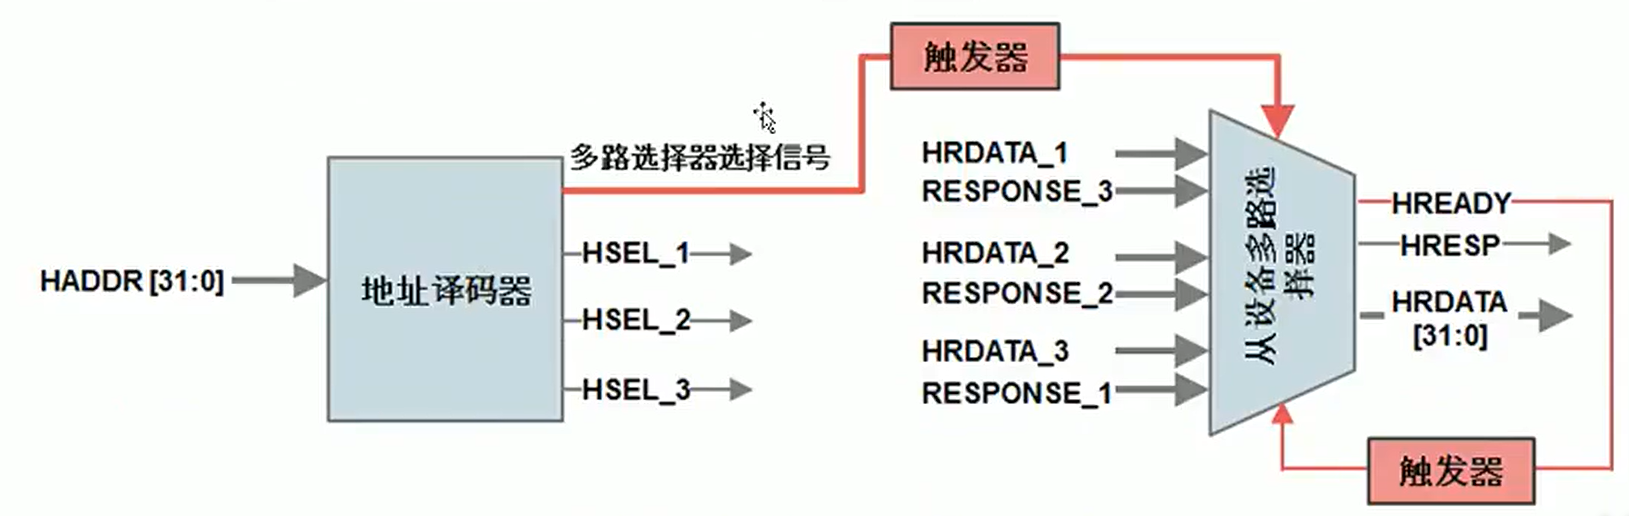 触发器
多路选择器选择信号
HADDR [31:0]
地址译码器
HSEL_1
HSEL_2
HSEL_3
HRDATA_1
RESPONSE_3
HRDATA_2
RESPONSE_2
HRDATA_3
RESPONSE_1
从设备多路选
择器
HREADY
HRESP
HRDATA
[31:0]
触发器